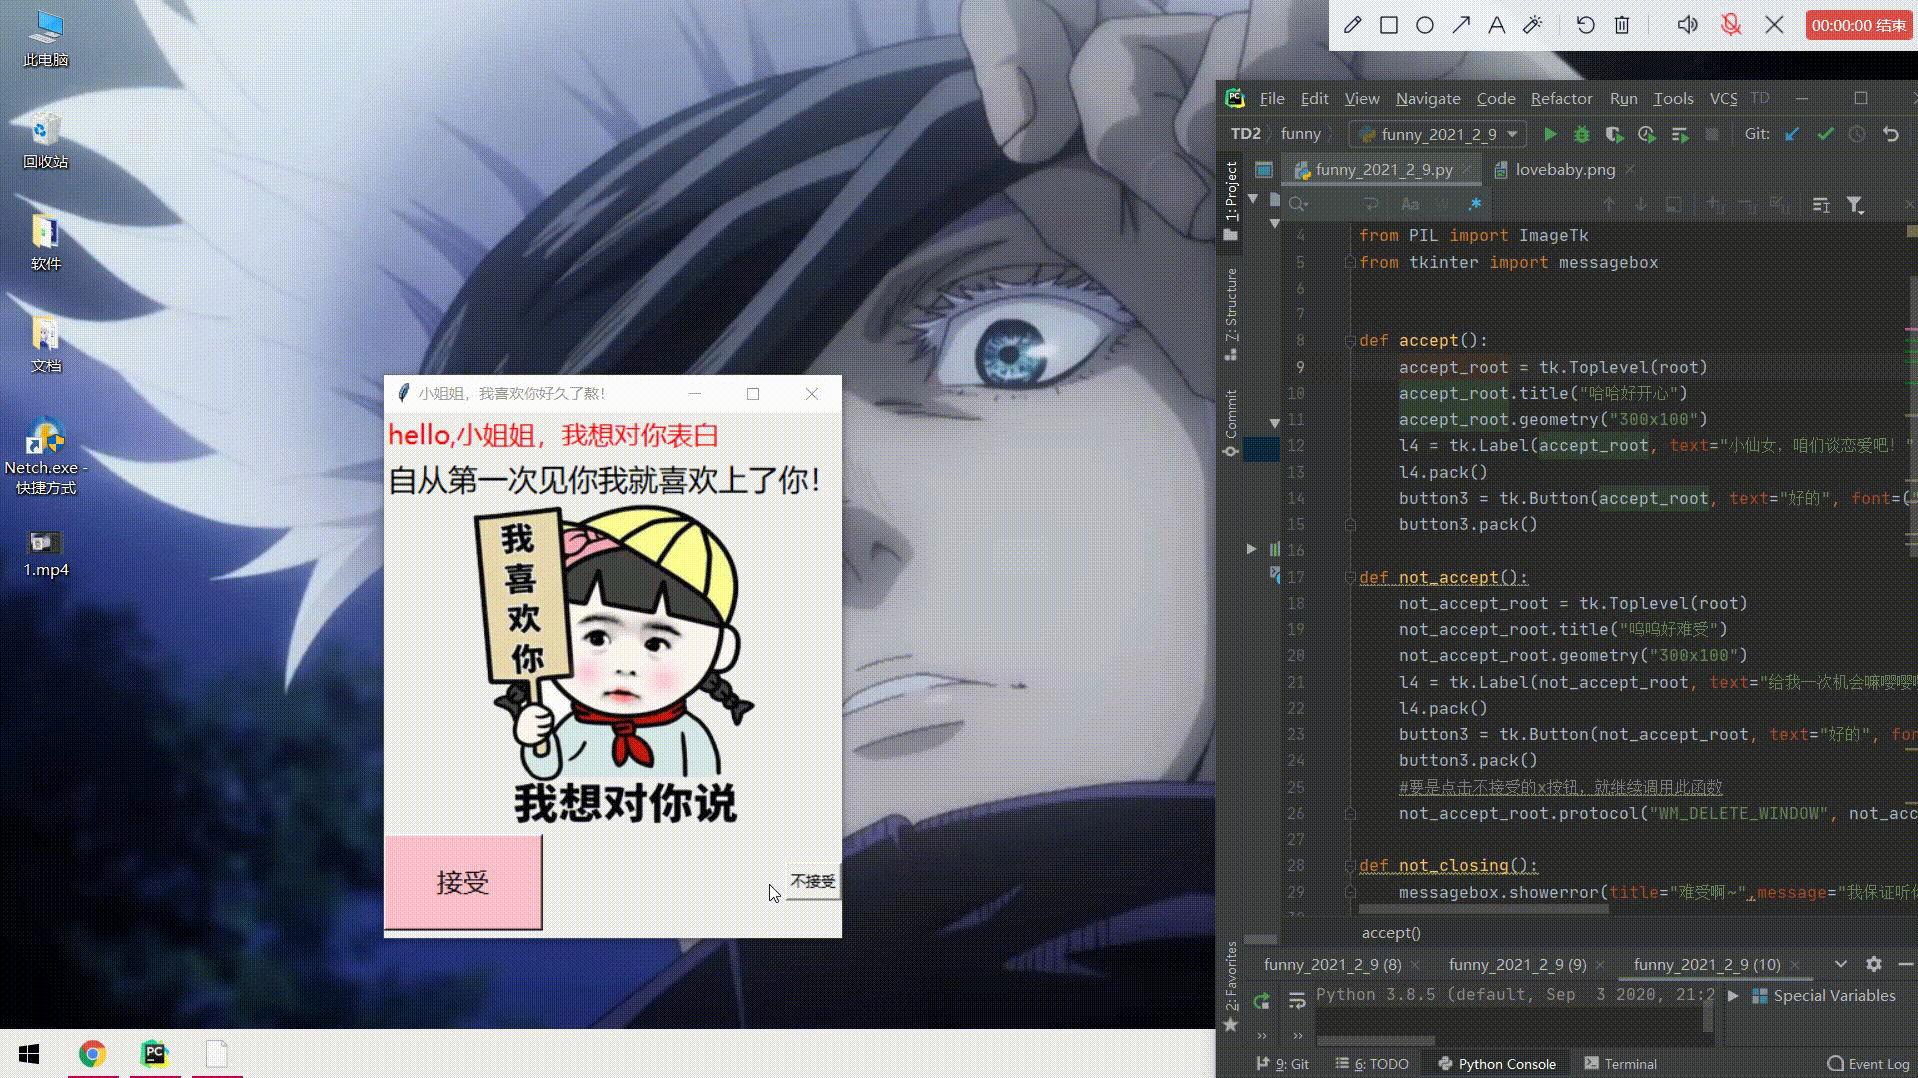 此电脑
回收站
软件
文档
Netch.exe -
快捷方式
1.mp4
小姐姐，我喜欢你好久了熬！
hello,小姐姐，我想对你表白
自从第一次见你我就喜欢上了你！
我喜欢你
我想对你说
接受
不接受
00:00:00 结束
File Edit View Navigate Code Refactor Run Tools VCS TD
TD2 funny funny_2021_2_9 Git:
funny_2021_2_9.py lovebaby.png
1: Project
7: Structure
Commit
2: Favorites
Aa
4 from PIL import ImageTk
5 from tkinter import messagebox
6
7
8 def accept():
9 accept_root = tk.Toplevel(root)
10 accept_root.title("哈哈好开心")
11 accept_root.geometry("300x100")
12 l4 = tk.Label(accept_root, text="小仙女，咱们谈恋爱吧！"
13 l4.pack()
14 button3 = tk.Button(accept_root, text="好的", font=("
15 button3.pack()
16
17 def not_accept():
18 not_accept_root = tk.Toplevel(root)
19 not_accept_root.title("呜呜好难受")
20 not_accept_root.geometry("300x100")
21 l4 = tk.Label(not_accept_root, text="给我一次机会嘛嘤嘤
22 l4.pack()
23 button3 = tk.Button(not_accept_root, text="好的", fon
24 button3.pack()
25 #要是点击不接受的x按钮，就继续调用此函数
26 not_accept_root.protocol("WM_DELETE_WINDOW", not_acc
27
28 def not_closing():
29 messagebox.showerror(title="难受啊~",message="我保证听
accept()
funny_2021_2_9 (8) funny_2021_2_9 (9) funny_2021_2_9 (10)
Python 3.8.5 (default, Sep 3 2020, 21:2
Special Variables
9: Git 6: TODO Python Console Terminal Event Log